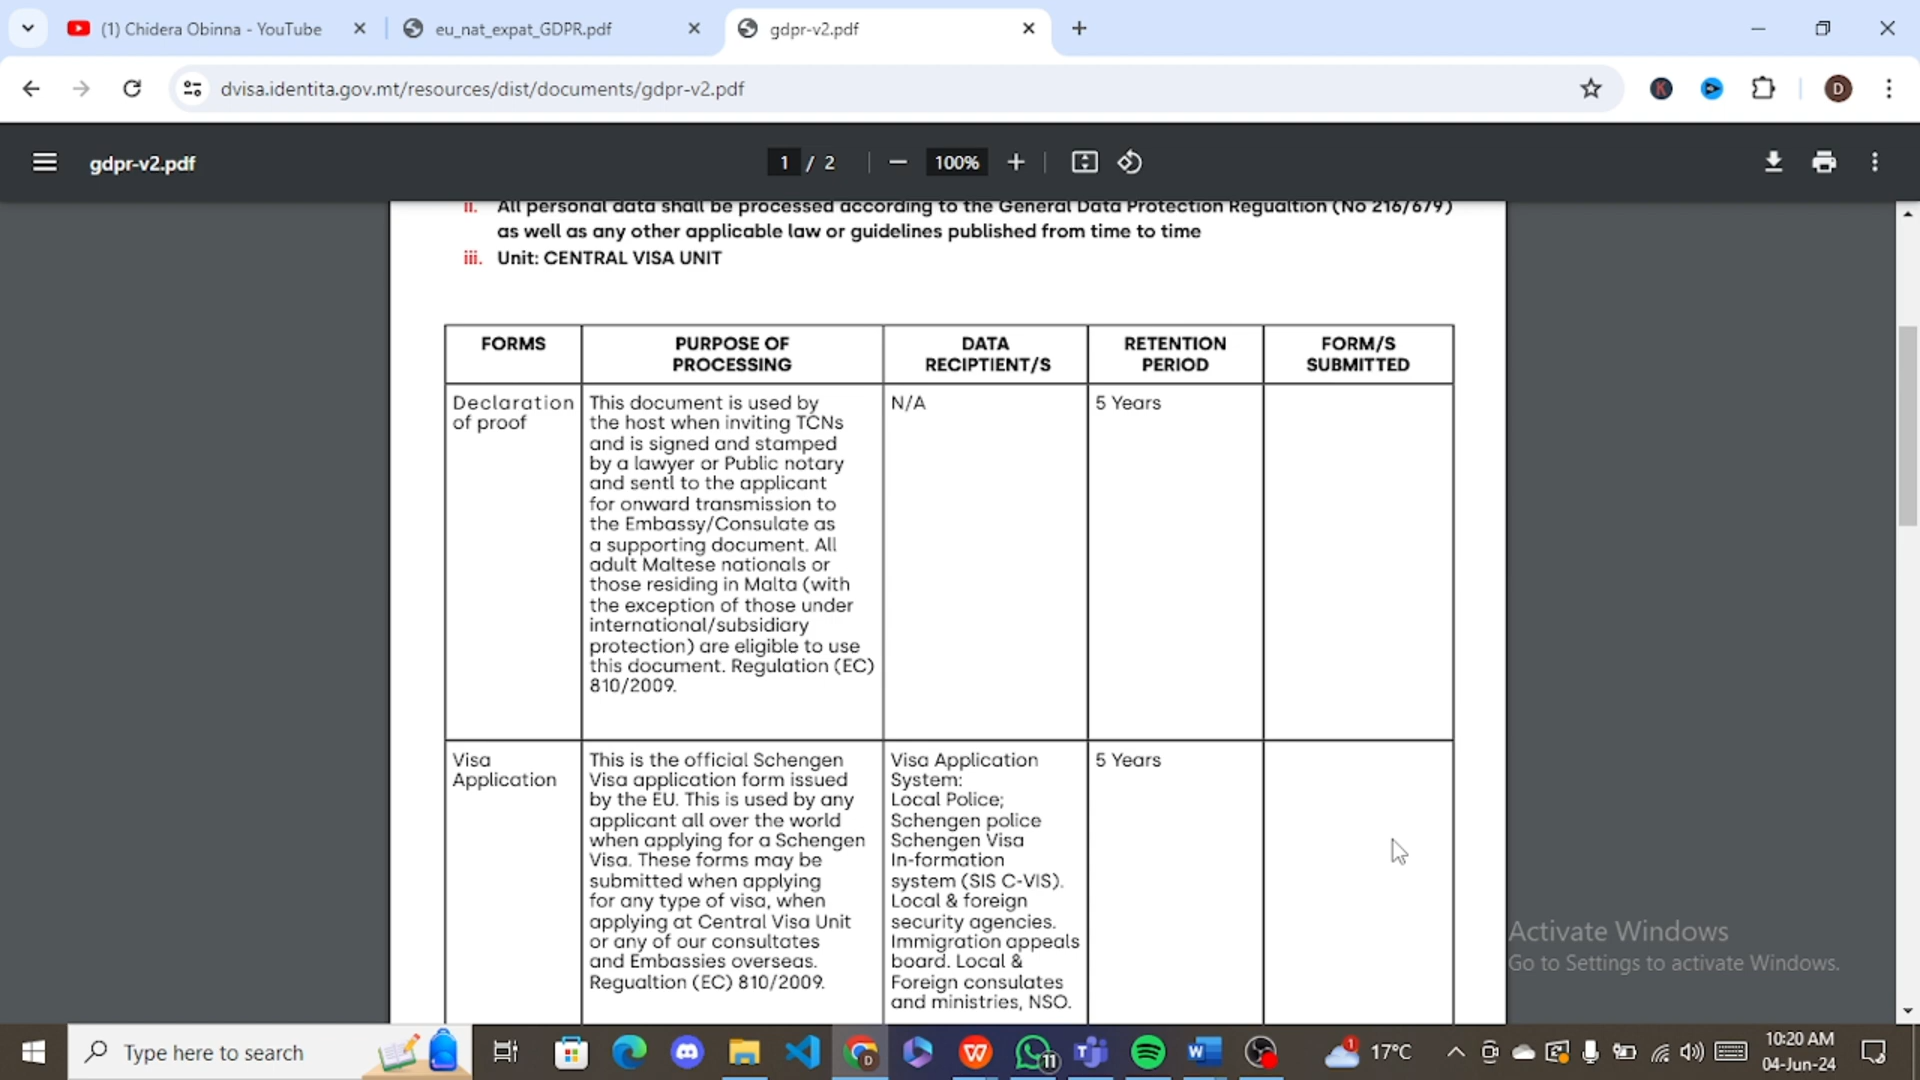 (1) Chidera Obinna - YouTube
eu_nat_expat_GDPR.pdf
gdpr-v2.pdf
dvisa.identita.gov.mt/resources/dist/documents/gdpr-v2.pdf
K
D
gdpr-v2.pdf
1 / 2
100%
ii. All personal data shall be processed according to the General Data Protection Regualtion (No 216/679)
as well as any other applicable law or guidelines published from time to time
iii. Unit: CENTRAL VISA UNIT
FORMS
PURPOSE OF
PROCESSING
DATA
RECIPTIENT/S
RETENTION
PERIOD
FORM/S
SUBMITTED
Declaration
of proof
This document is used by
the host when inviting TCNs
and is signed and stamped
by a lawyer or Public notary
and sentl to the applicant
for onward transmission to
the Embassy/Consulate as
a supporting document. All
adult Maltese nationals or
those residing in Malta (with
the exception of those under
international/subsidiary
protection) are eligible to use
this document. Regulation (EC)
810/2009.
N/A
5 Years
Visa
Application
This is the official Schengen
Visa application form issued
by the EU. This is used by any
applicant all over the world
when applying for a Schengen
Visa. These forms may be
submitted when applying
for any type of visa, when
applying at Central Visa Unit
or any of our consultates
and Embassies overseas.
Regualtion (EC) 810/2009.
Visa Application
System:
Local Police;
Schengen police
Schengen Visa
In-formation
system (SIS C-VIS).
Local & foreign
security agencies.
Immigration appeals
board. Local &
Foreign consulates
and ministries, NSO.
5 Years
Activate Windows
Go to Settings to activate Windows.
Type here to search
11
1
17°C
10:20 AM
04-Jun-24